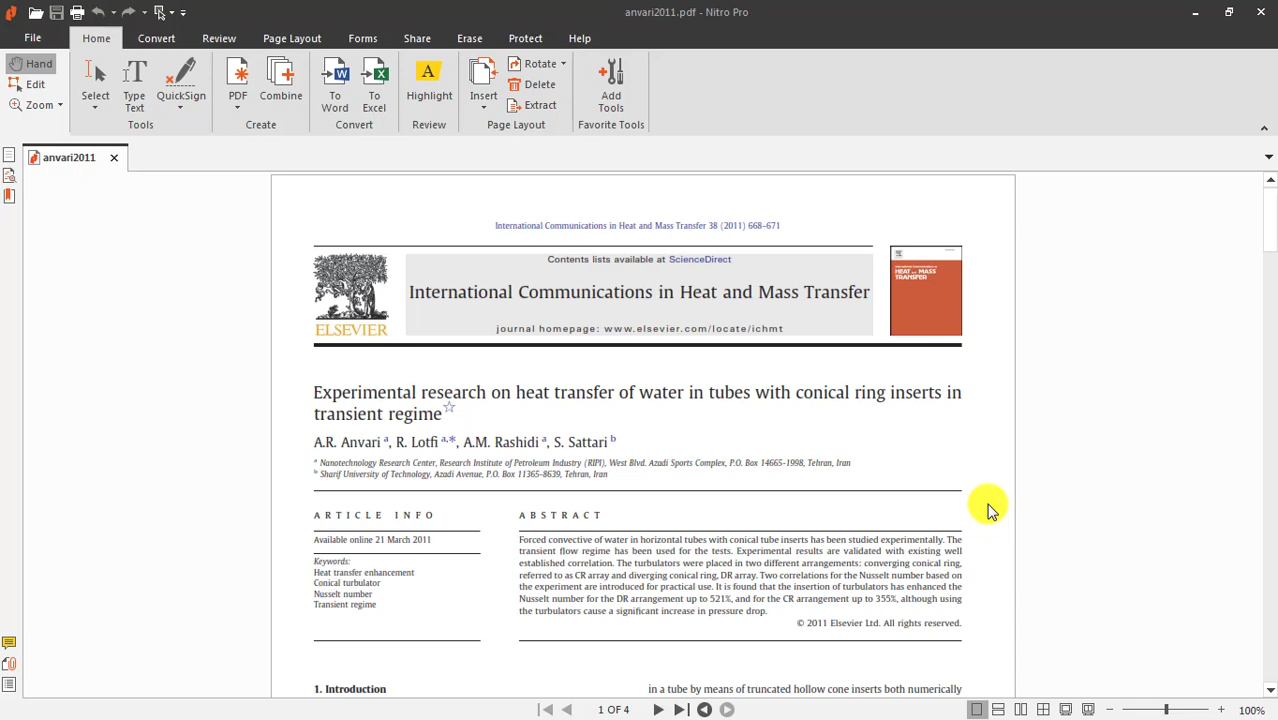 anvari2011.pdf - Nitro Pro
File Home Convert Review Page Layout Forms Share Erase Protect Help
Hand
Edit
Zoom
Select
Type
Text
QuickSign
Tools
PDF
Combine
Create
To
Word
To
Excel
Convert
Highlight
Review
Insert
Rotate
Delete
Extract
Page Layout
Add
Tools
Favorite Tools
anvari2011
International Communications in Heat and Mass Transfer 38 (2011) 668–671
Contents lists available at ScienceDirect
International Communications in Heat and Mass Transfer
journal homepage: www.elsevier.com/locate/ichmt
ELSEVIER
HEAT AND MASS
TRANSFER
Experimental research on heat transfer of water in tubes with conical ring inserts in
transient regime☆
A.R. Anvari a, R. Lotfi a,*, A.M. Rashidi a, S. Sattari b
a Nanotechnology Research Center, Research Institute of Petroleum Industry (RIPI), West Blvd. Azadi Sports Complex, P.O. Box 14665-1998, Tehran, Iran
b Sharif University of Technology, Azadi Avenue, P.O. Box 11365-8639, Tehran, Iran
ARTICLE INFO
Available online 21 March 2011
Keywords:
Heat transfer enhancement
Conical turbulator
Nusselt number
Transient regime
ABSTRACT
Forced convective of water in horizontal tubes with conical tube inserts has been studied experimentally. The
transient flow regime has been used for the tests. Experimental results are validated with existing well
established correlation. The turbulators were placed in two different arrangements: converging conical ring,
referred to as CR array and diverging conical ring, DR array. Two correlations for the Nusselt number based on
the experiment are introduced for practical use. It is found that the insertion of turbulators has enhanced the
Nusselt number for the DR arrangement up to 521%, and for the CR arrangement up to 355%, although using
the turbulators cause a significant increase in pressure drop.
© 2011 Elsevier Ltd. All rights reserved.
1. Introduction
in a tube by means of truncated hollow cone inserts both numerically
1 OF 4
100%